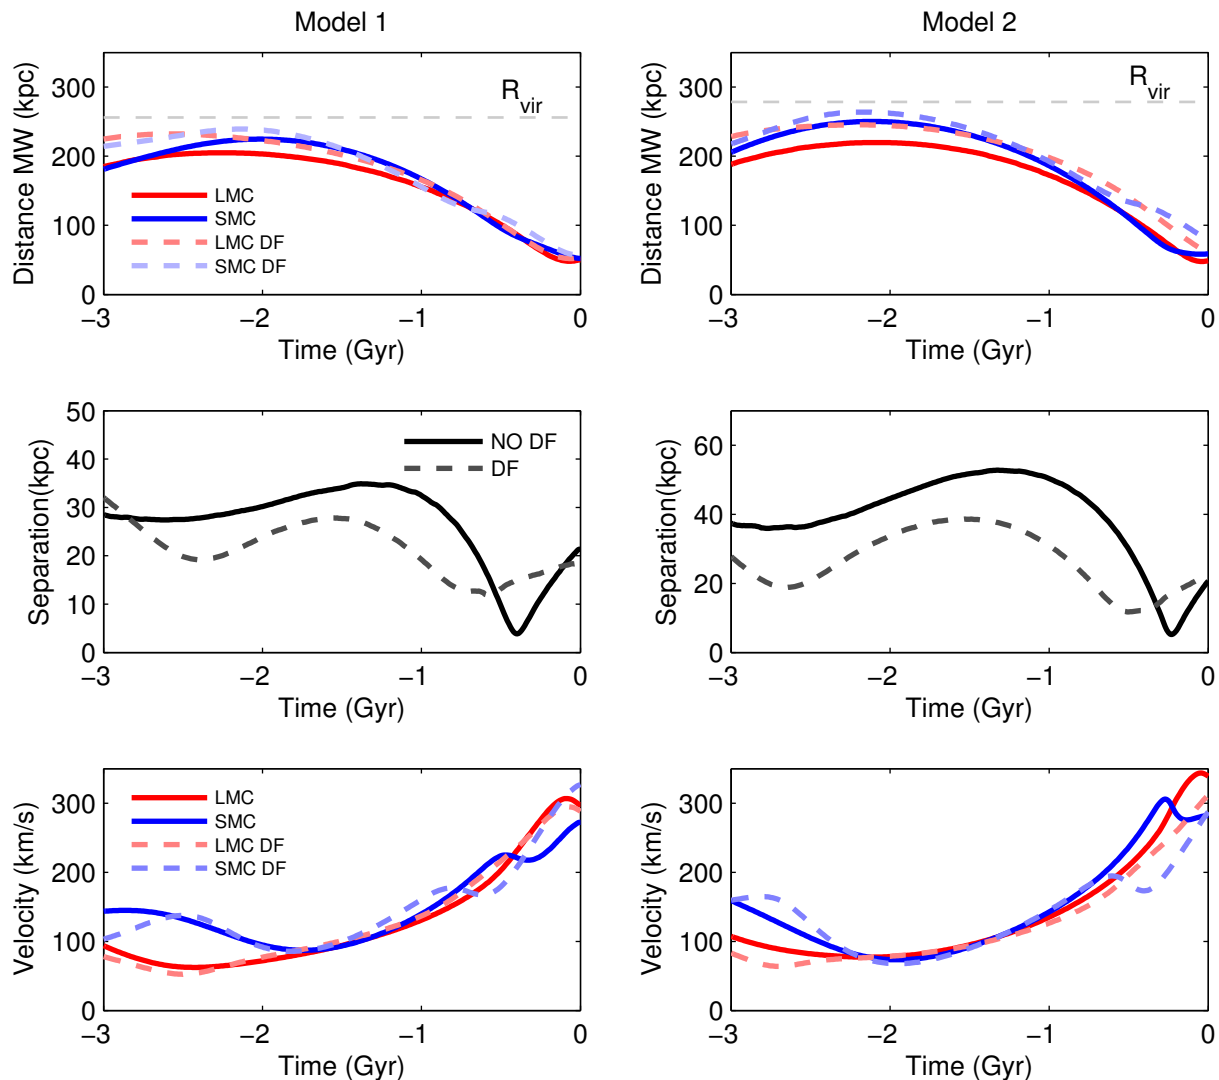 Model 1
Model 2
Distance MW (kpc)
300
200
100
0
R_vir
LMC
SMC
LMC DF
SMC DF
−3
−2
−1
0
Time (Gyr)
Distance MW (kpc)
300
200
100
0
R_vir
−3
−2
−1
0
Time (Gyr)
Separation(kpc)
50
40
30
20
10
0
NO DF
DF
−3
−2
−1
0
Time (Gyr)
Separation(kpc)
60
40
20
0
−3
−2
−1
0
Time (Gyr)
Velocity (km/s)
300
200
100
0
LMC
SMC
LMC DF
SMC DF
−3
−2
−1
0
Time (Gyr)
Velocity (km/s)
300
200
100
0
−3
−2
−1
0
Time (Gyr)